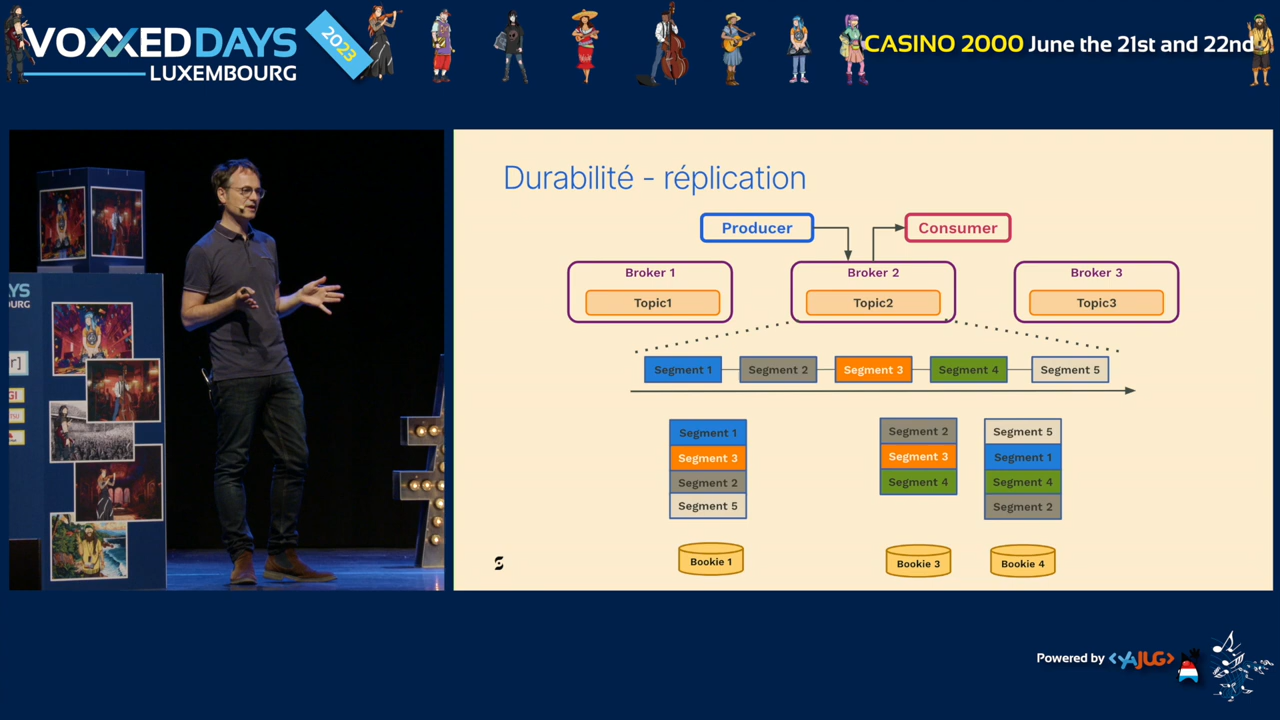 VOXXED DAYS
LUXEMBOURG
2023
CASINO 2000 June the 21st and 22nd
Durabilité - réplication
Producer
Consumer
Broker 1
Broker 2
Broker 3
Topic1
Topic2
Topic3
Segment 1
Segment 2
Segment 3
Segment 4
Segment 5
Segment 1
Segment 3
Segment 2
Segment 5
Segment 2
Segment 3
Segment 4
Segment 5
Segment 1
Segment 4
Segment 2
Bookie 1
Bookie 3
Bookie 4
Powered by <YAJUG>